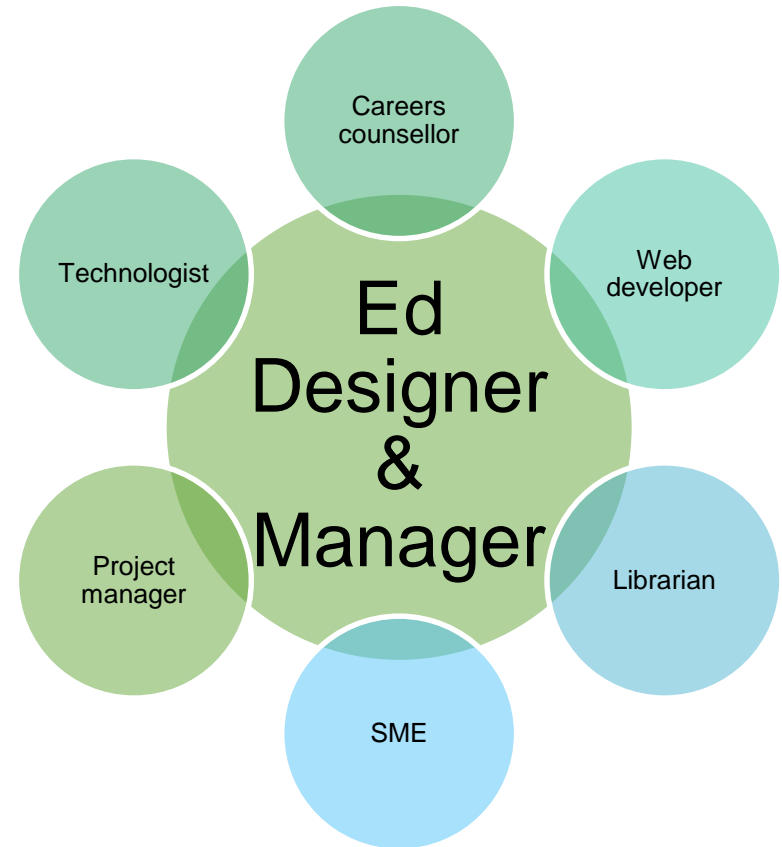 Careers
counsellor
Technologist
Web
developer
Ed
Designer
&
Manager
Project
manager
Librarian
SME